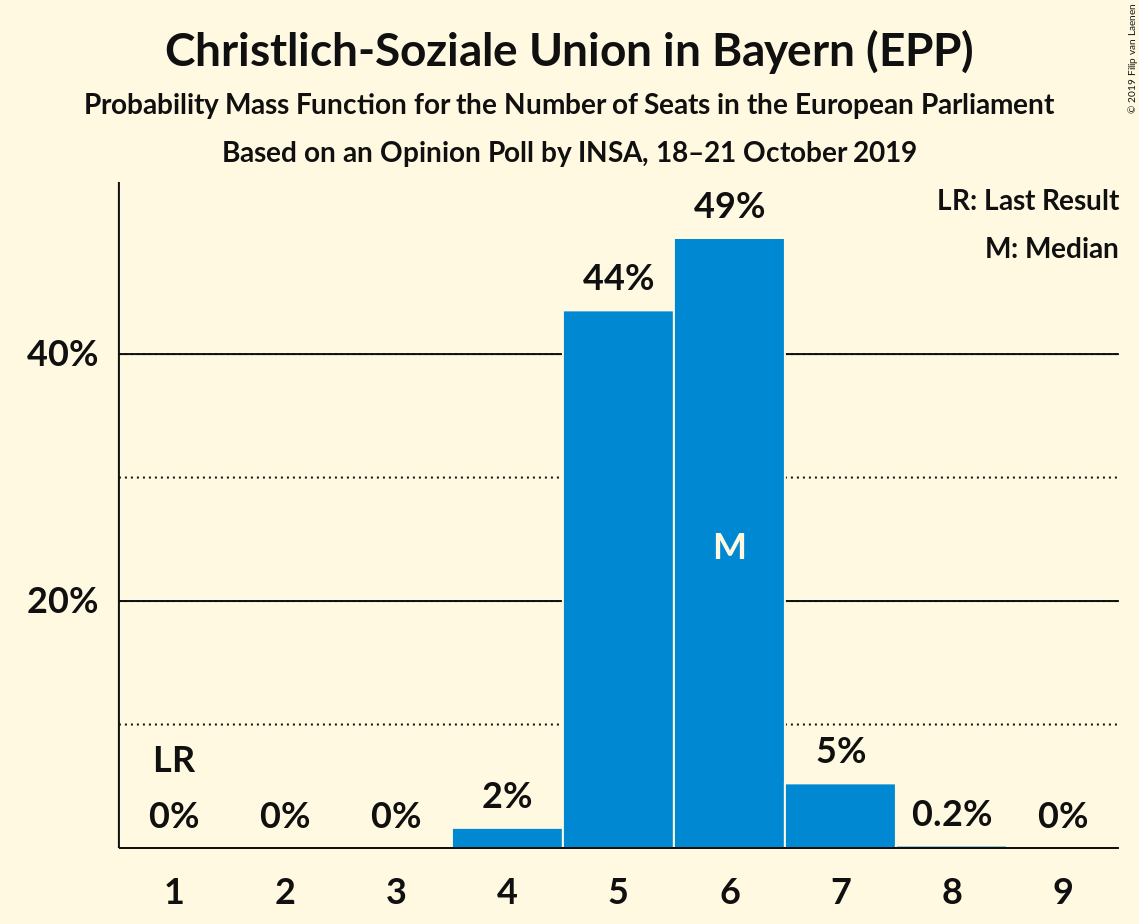 Christlich-Soziale Union in Bayern (EPP)
Probability Mass Function for the Number of Seats in the European Parliament
Based on an Opinion Poll by INSA, 18–21 October 2019
© 2019 Filip van Laenen
LR: Last Result
M: Median
49%
44%
40%
M
20%
LR
5%
0% 0% 0% 2% 0.2% 0%
1 2 3 4 5 6 7 8 9